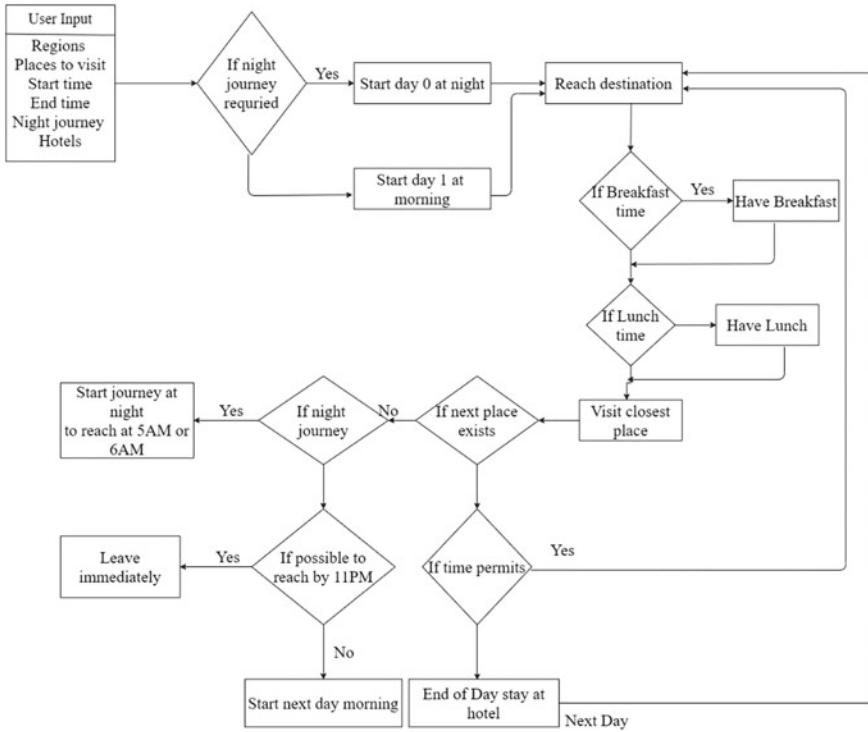 User Input
Regions
Places to visit
Start time
End time
Night journey
Hotels
If night
journey
requried
Yes
Start day 0 at night
Reach destination
Start day 1 at
morning
If Breakfast
time
Yes
Have Breakfast
If Lunch
time
Have Lunch
Start journey at
night
to reach at 5AM or
6AM
Yes
If night
journey
No
If next place
exists
Visit closest
place
Leave
immediately
Yes
If possible to
reach by 11PM
If time permits
Yes
No
Start next day morning
End of Day stay at
hotel
Next Day